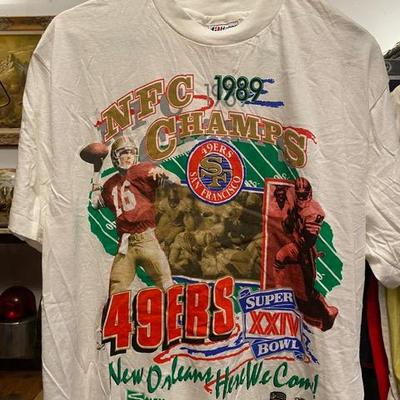 1989
NFC
CHAMPS
49ERS
SF
SAN FRANCISCO
16
49ERS
SUPER
XXIV
BOWL
New Orleans Here We Come!